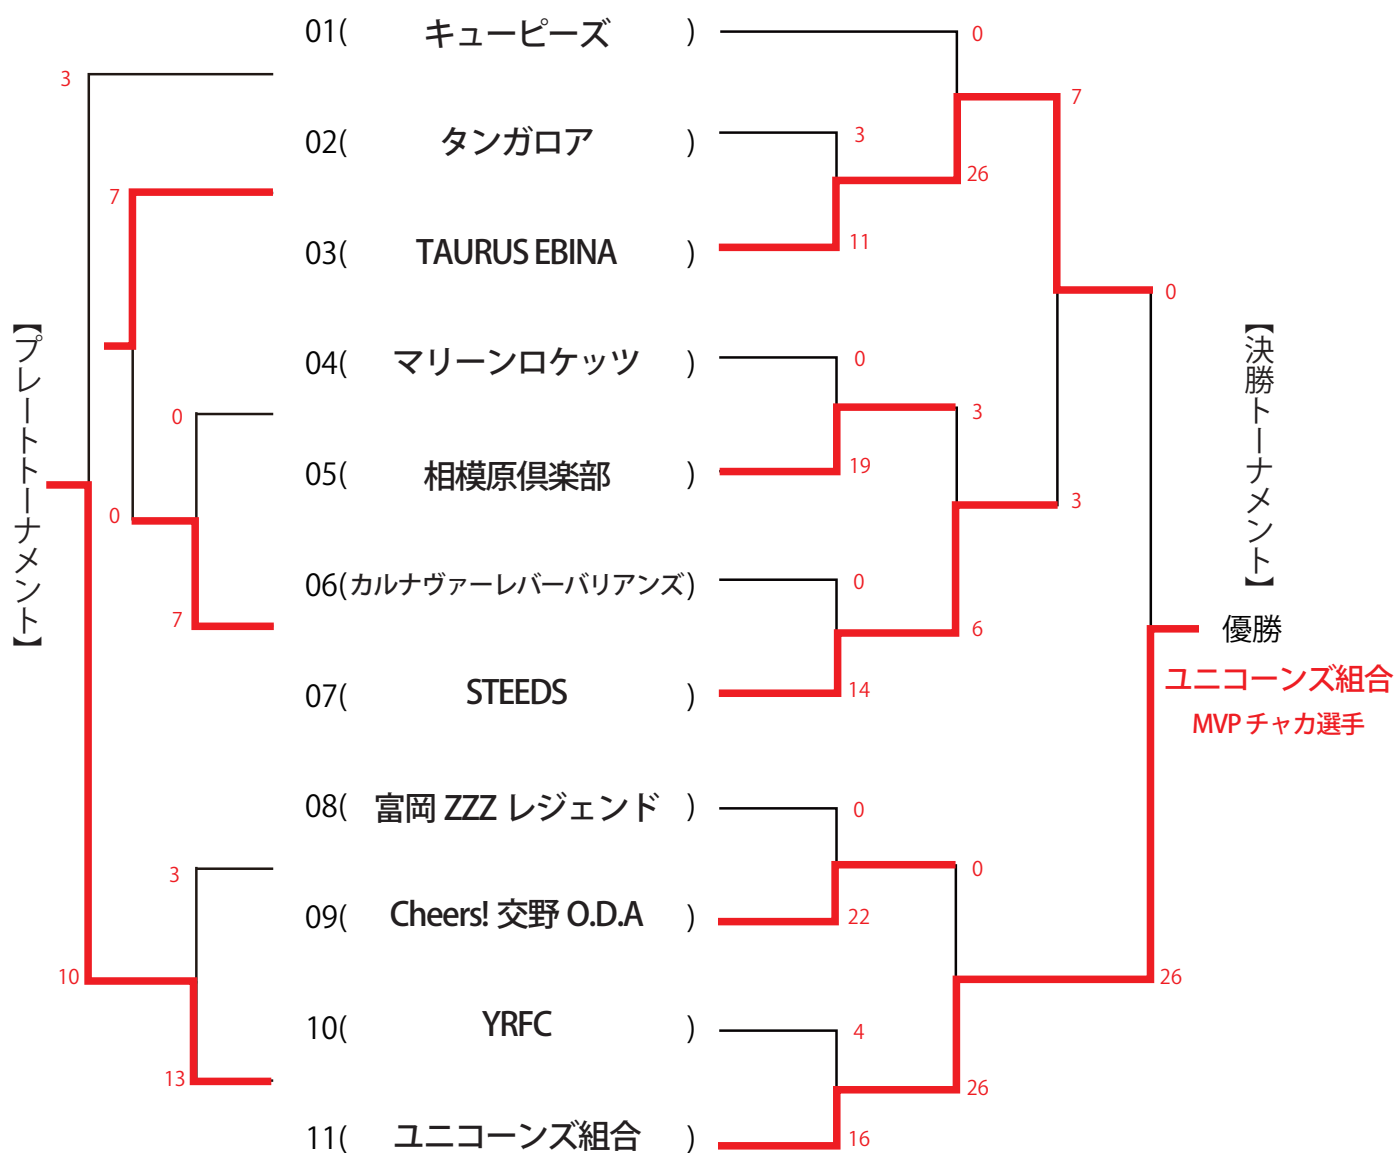 01( キューピーズ )
02( タンガロア )
03( TAURUS EBINA )
04( マリーンロケッツ )
05( 相模原倶楽部 )
06(カルナヴァーレバーバリアンズ)
07( STEEDS )
08( 富岡 ZZZ レジェンド )
09( Cheers! 交野 O.D.A )
10( YRFC )
11( ユニコーンズ組合 )
【プレートトーナメント】
3
7
0
0
7
3
10
13
0
3
26
11
7
0
0
19
3
3
0
6
14
0
0
22
4
26
16
26
【決勝トーナメント】
優勝
ユニコーンズ組合
MVP チャカ選手